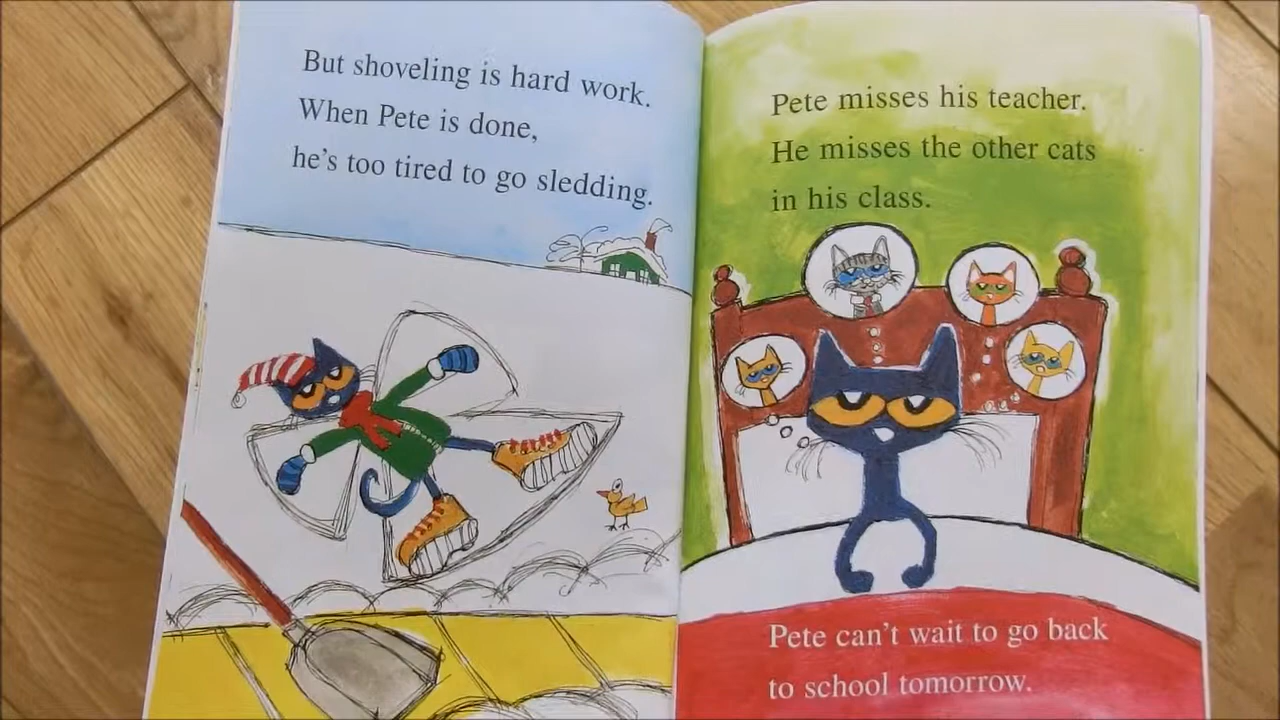 But shoveling is hard work.
When Pete is done,
he's too tired to go sledding.
Pete misses his teacher.
He misses the other cats
in his class.
Pete can't wait to go back
to school tomorrow.